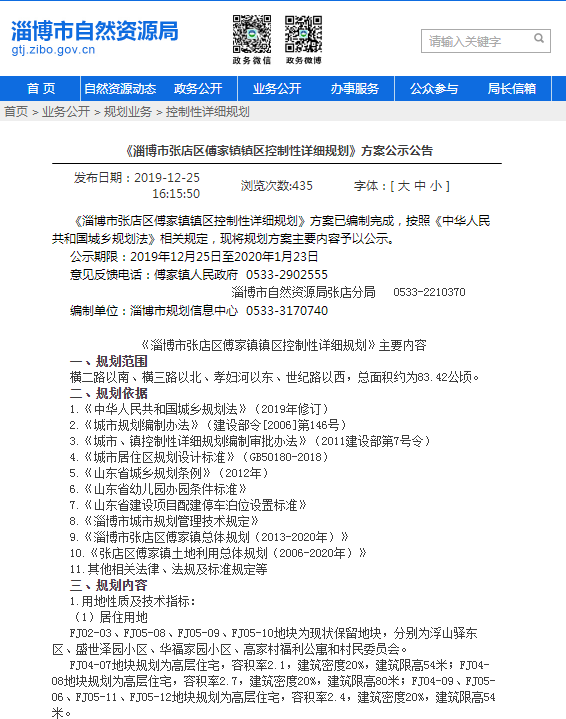 淄博市自然资源局
gtj.zibo.gov.cn
政务微信 政务微博
请输入关键字
首 页 自然资源动态 政务公开 业务公开 办事服务 公众参与 局长信箱
首页 > 业务公开 > 规划业务 > 控制性详细规划
《淄博市张店区傅家镇镇区控制性详细规划》方案公示公告
发布日期：2019-12-25
16:15:50
浏览次数:435
字体：[ 大 中 小 ]
《淄博市张店区傅家镇镇区控制性详细规划》方案已编制完成，按照《中华人民
共和国城乡规划法》相关规定，现将规划方案主要内容予以公示。
公示期限：2019年12月25日至2020年1月23日
意见反馈电话：傅家镇人民政府 0533-2902555
淄博市自然资源局张店分局 0533-2210370
编制单位：淄博市规划信息中心 0533-3170740
《淄博市张店区傅家镇镇区控制性详细规划》主要内容
一、规划范围
横二路以南、横三路以北、孝妇河以东、世纪路以西，总面积约为83.42公顷。
二、规划依据
1.《中华人民共和国城乡规划法》（2019年修订）
2.《城市规划编制办法》（建设部令[2006]第146号）
3.《城市、镇控制性详细规划编制审批办法》（2011建设部第7号令）
4.《城市居住区规划设计标准》（GB50180-2018）
5.《山东省城乡规划条例》（2012年）
6.《山东省幼儿园办园条件标准》
7.《山东省建设项目配建停车泊位设置标准》
8.《淄博市城市规划管理技术规定》
9.《淄博市张店区傅家镇总体规划（2013-2020年）》
10.《张店区傅家镇土地利用总体规划（2006-2020年）》
11.其他相关法律、法规及标准规定等
三、规划内容
1.用地性质及技术指标：
（1）居住用地
FJ02-03、FJ05-08、FJ05-09、FJ05-10地块为现状保留地块，分别为浮山驿东
区、盛世泽园小区、华福家园小区、高家村福利公寓和村民委员会。
FJ04-07地块规划为高层住宅，容积率2.1，建筑密度20%，建筑限高54米；FJ04-
08地块规划为高层住宅，容积率2.7，建筑密度20%，建筑限高80米；FJ04-09、FJ05-
06、FJ05-11、FJ05-12地块规划为高层住宅，容积率2.4，建筑密度20%，建筑限高54
米。